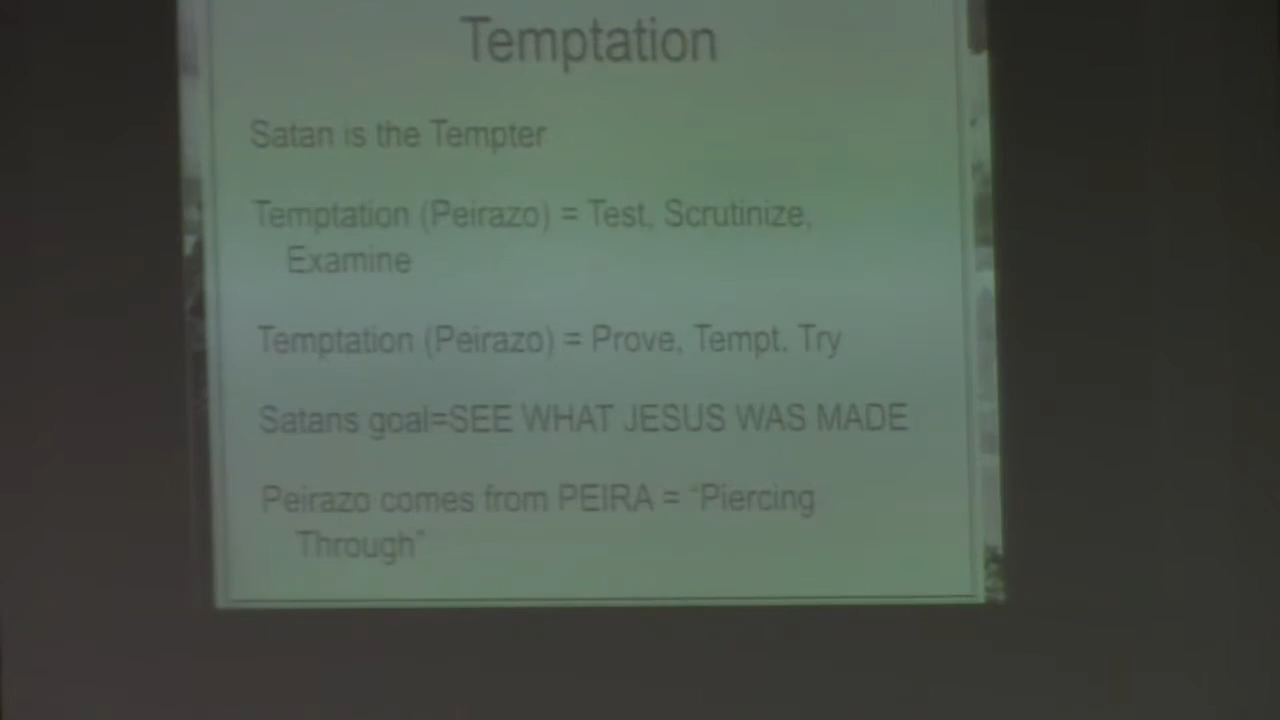 Temptation
Satan is the Tempter
Temptation (Peirazo) = Test, Scrutinize,
Examine
Temptation (Peirazo) = Prove, Tempt. Try
Satans goal=SEE WHAT JESUS WAS MADE
Peirazo comes from PEIRA = "Piercing
Through"